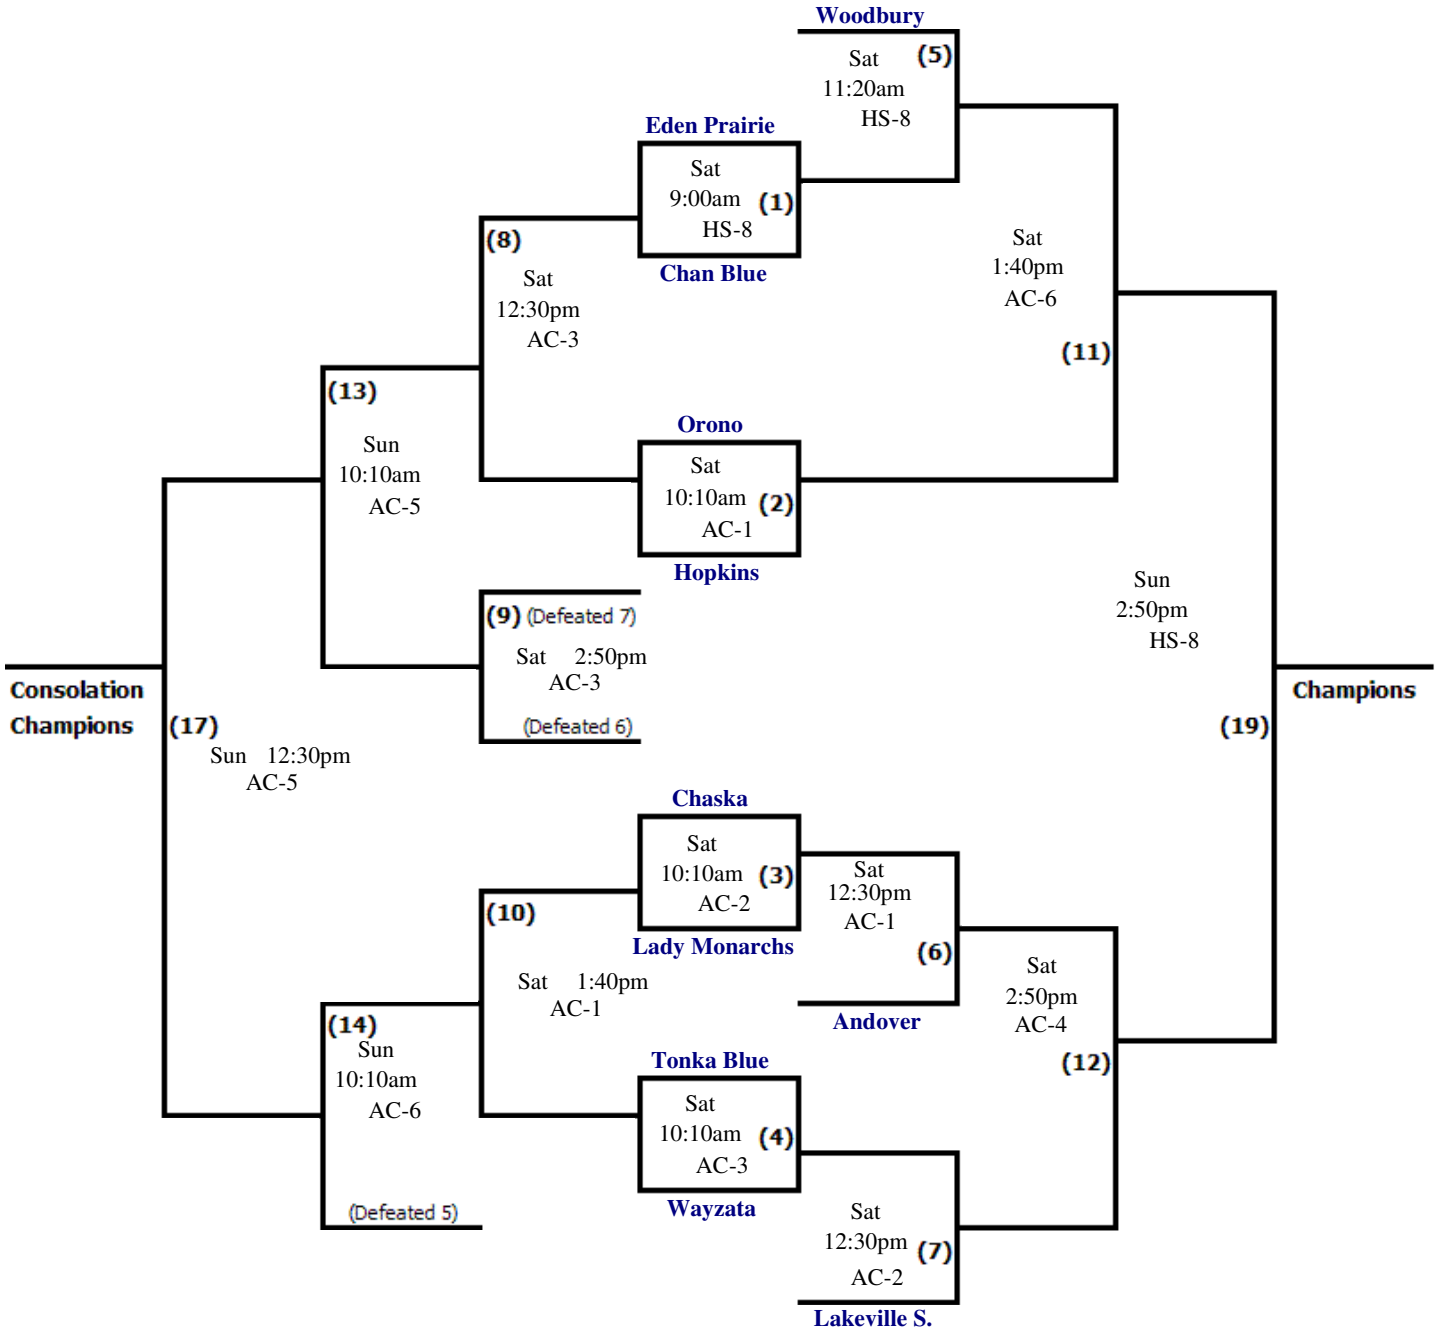 Woodbury
Sat
(5)
11:20am
HS-8
Eden Prairie
Sat
9:00am (1)
HS-8
Chan Blue
(8)
Sat
12:30pm
AC-3
Sat
1:40pm
AC-6
(11)
(13)
Sun
10:10am
AC-5
Orono
Sat
10:10am (2)
AC-1
Hopkins
(9) (Defeated 7)
Sat 2:50pm
AC-3
(Defeated 6)
Sun
2:50pm
HS-8
Consolation
Champions
(17)
Sun 12:30pm
AC-5
Champions
(19)
Chaska
Sat
10:10am (3)
AC-2
Lady Monarchs
Sat
12:30pm
AC-1
(6)
Andover
(10)
Sat 1:40pm
AC-1
Sat
2:50pm
AC-4
(12)
(14)
Sun
10:10am
AC-6
(Defeated 5)
Tonka Blue
Sat
10:10am (4)
AC-3
Wayzata
Sat
12:30pm (7)
AC-2
Lakeville S.